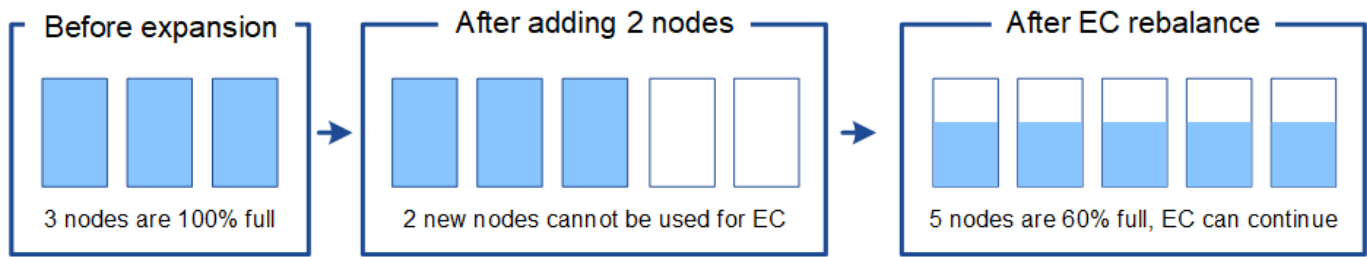 Before expansion
3 nodes are 100% full
After adding 2 nodes
2 new nodes cannot be used for EC
After EC rebalance
5 nodes are 60% full, EC can continue